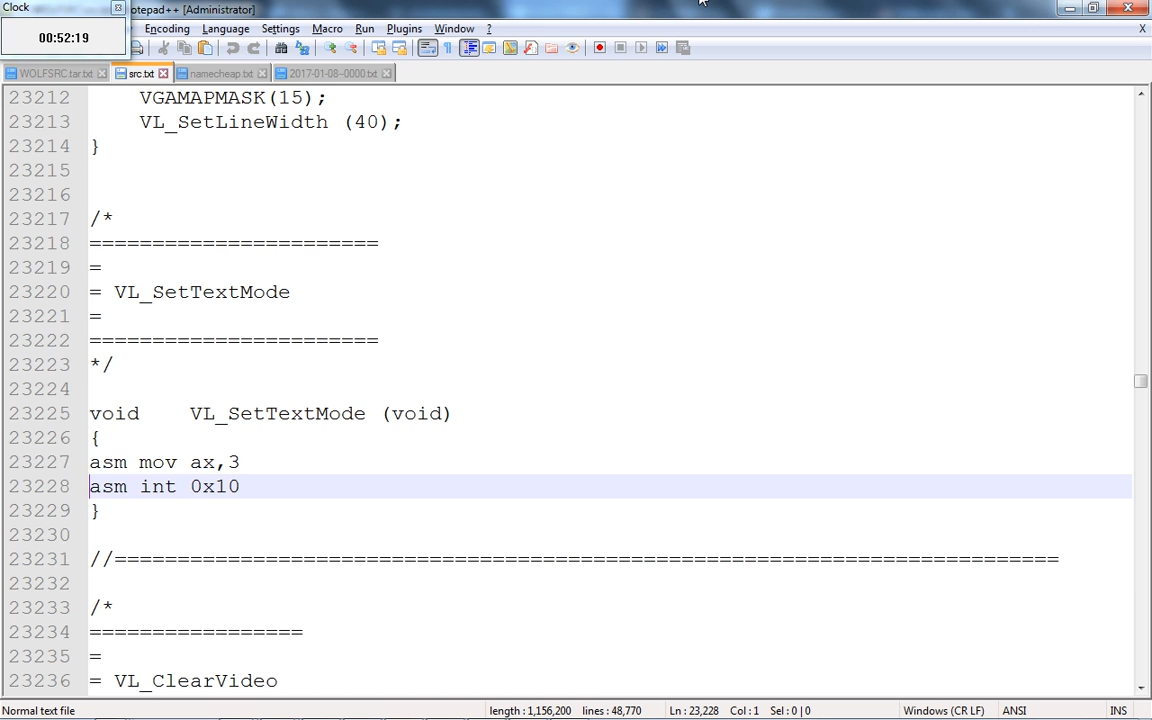 Clock
otepad++ [Administrator]
00:52:19
Encoding Language Settings Macro Run Plugins Window ? X
WOLFSRC.tar.txt src.txt namecheap.txt 2017-01-08--0000.txt
23212 VGAMAPMASK(15);
23213 VL_SetLineWidth (40);
23214 }
23215
23216
23217 /*
23218 =======================
23219 =
23220 = VL_SetTextMode
23221 =
23222 =======================
23223 */
23224
23225 void VL_SetTextMode (void)
23226 {
23227 asm mov ax,3
23228 asm int 0x10
23229 }
23230
23231 //===========================================================================
23232
23233 /*
23234 =================
23235 =
23236 = VL_ClearVideo
Normal text file length : 1,156,200 lines : 48,770 Ln : 23,228 Col : 1 Sel : 0 | 0 Windows (CR LF) ANSI INS